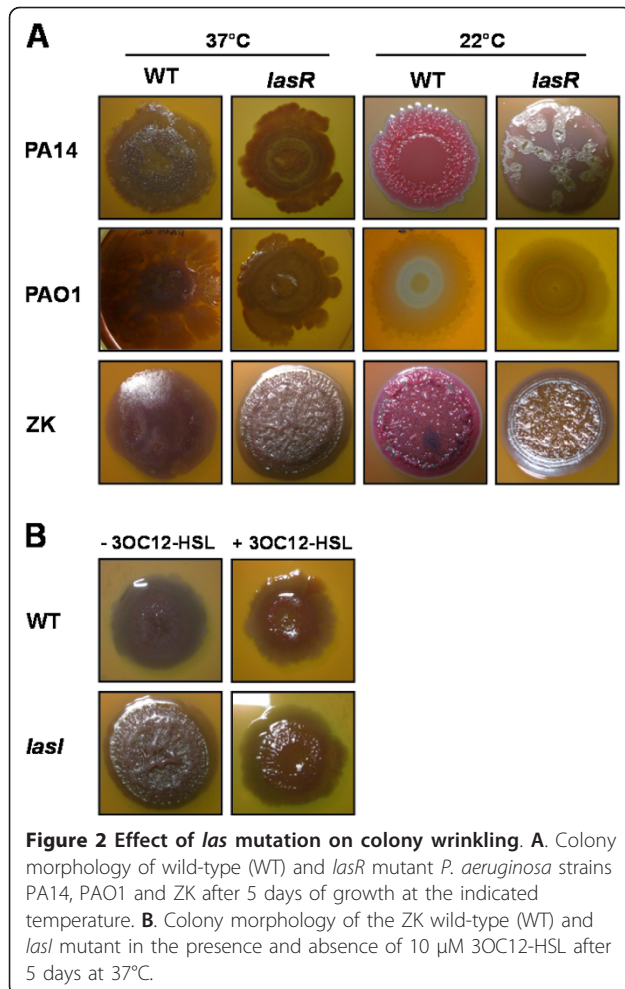 A
37°C 22°C
WT lasR WT lasR
PA14
PAO1
ZK
B
- 3OC12-HSL + 3OC12-HSL
WT
lasI
Figure 2 Effect of las mutation on colony wrinkling. A. Colony
morphology of wild-type (WT) and lasR mutant P. aeruginosa strains
PA14, PAO1 and ZK after 5 days of growth at the indicated
temperature. B. Colony morphology of the ZK wild-type (WT) and
lasI mutant in the presence and absence of 10 μM 3OC12-HSL after
5 days at 37°C.